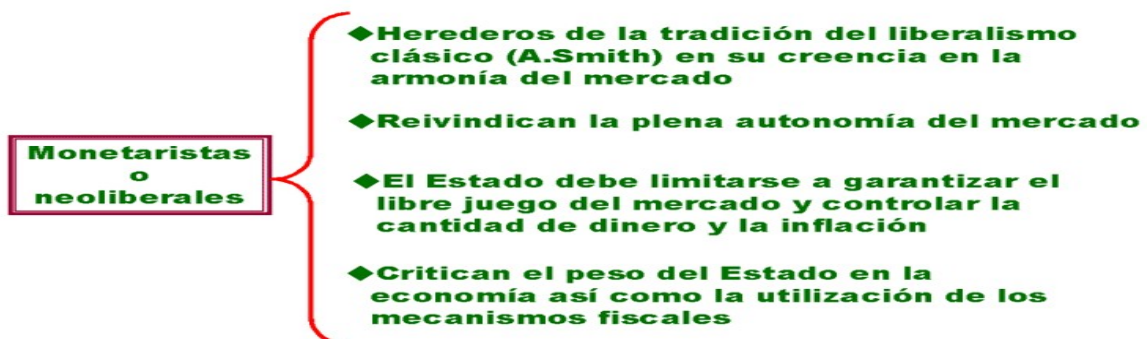 Monetaristas
o
neoliberales
◆Herederos de la tradición del liberalismo
clásico (A.Smith) en su creencia en la
armonía del mercado
◆Reivindican la plena autonomía del mercado
◆El Estado debe limitarse a garantizar el
libre juego del mercado y controlar la
cantidad de dinero y la inflación
◆Critican el peso del Estado en la
economía así como la utilización de los
mecanismos fiscales